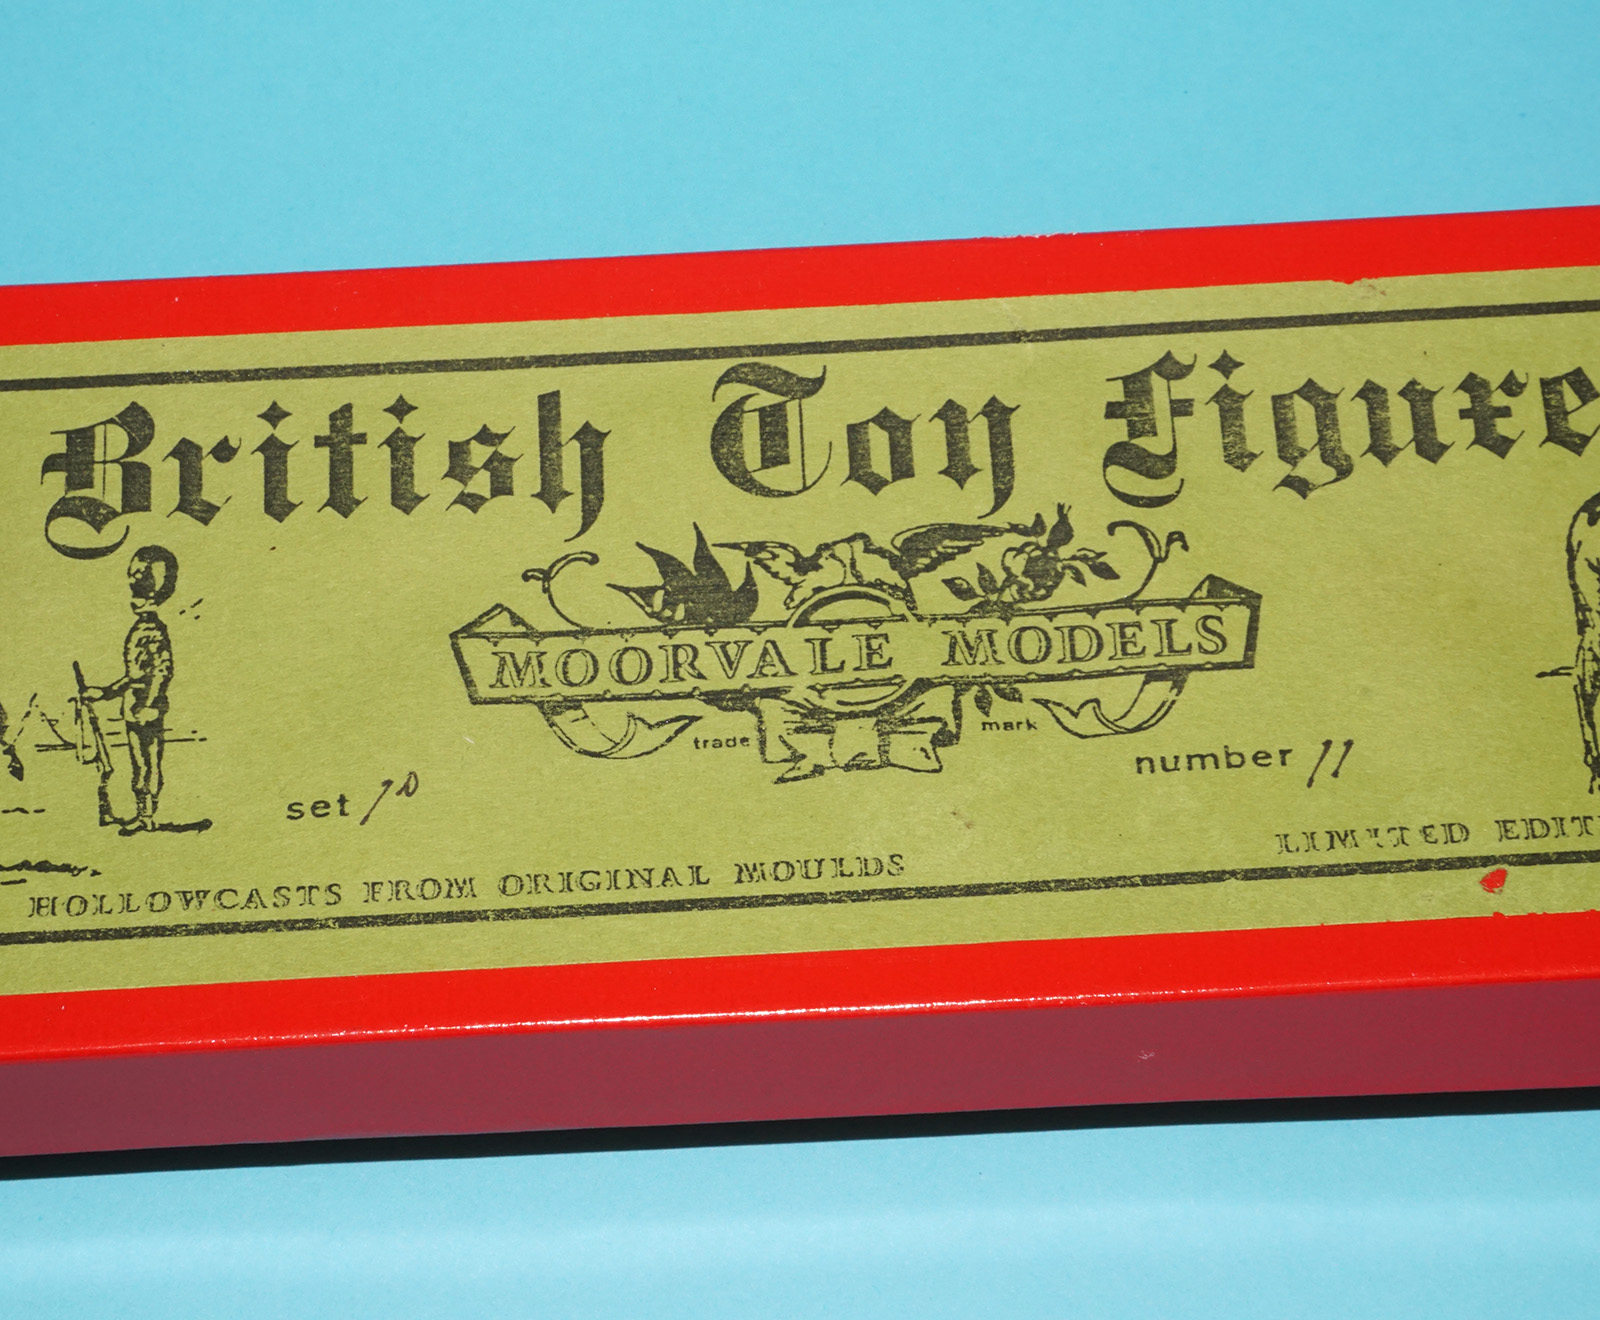 British Toy Figure
MOORVALE MODELS
trade mark
set 10 number 11
HOLLOWCASTS FROM ORIGINAL MOULDS LIMITED EDIT